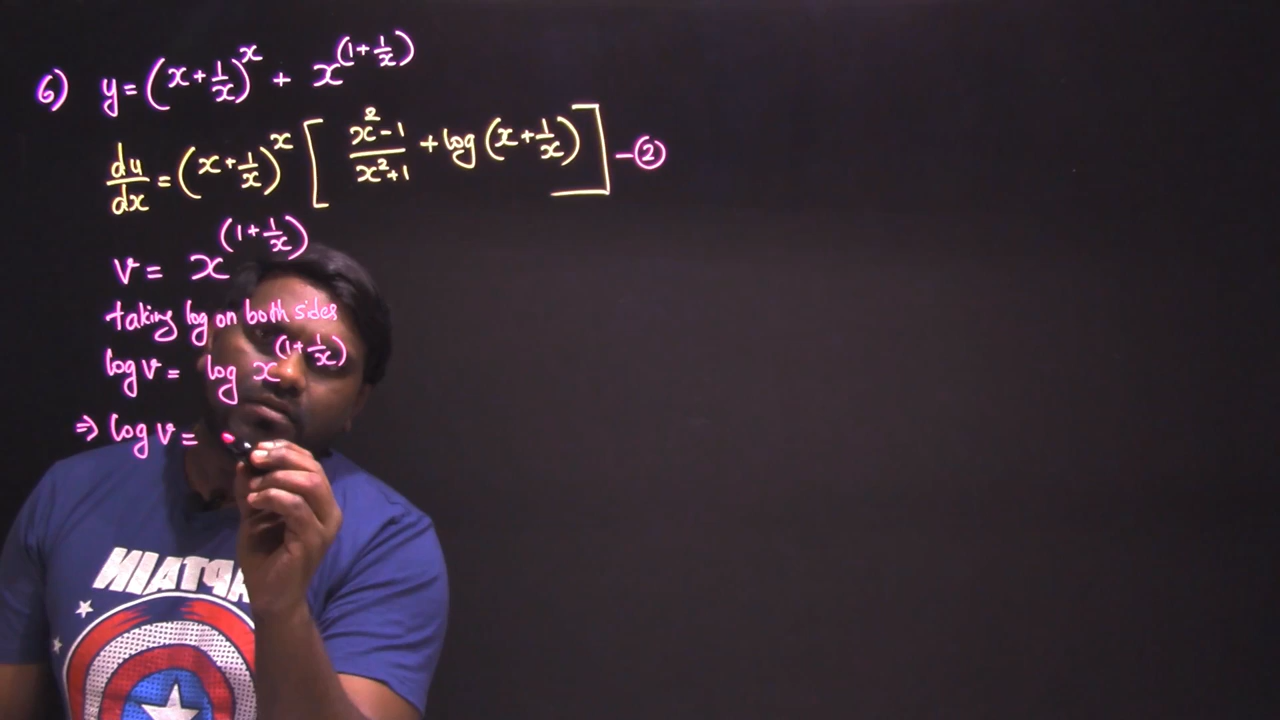 6) y = (x + 1/x)^x + x^(1 + 1/x)
du/dx = (x + 1/x)^x [ x² - 1 / x² + 1 + log (x + 1/x) ] - ②
v = x^(1 + 1/x)
taking log on both sides
log v = log x^(1 + 1/x)
⇒ log v =